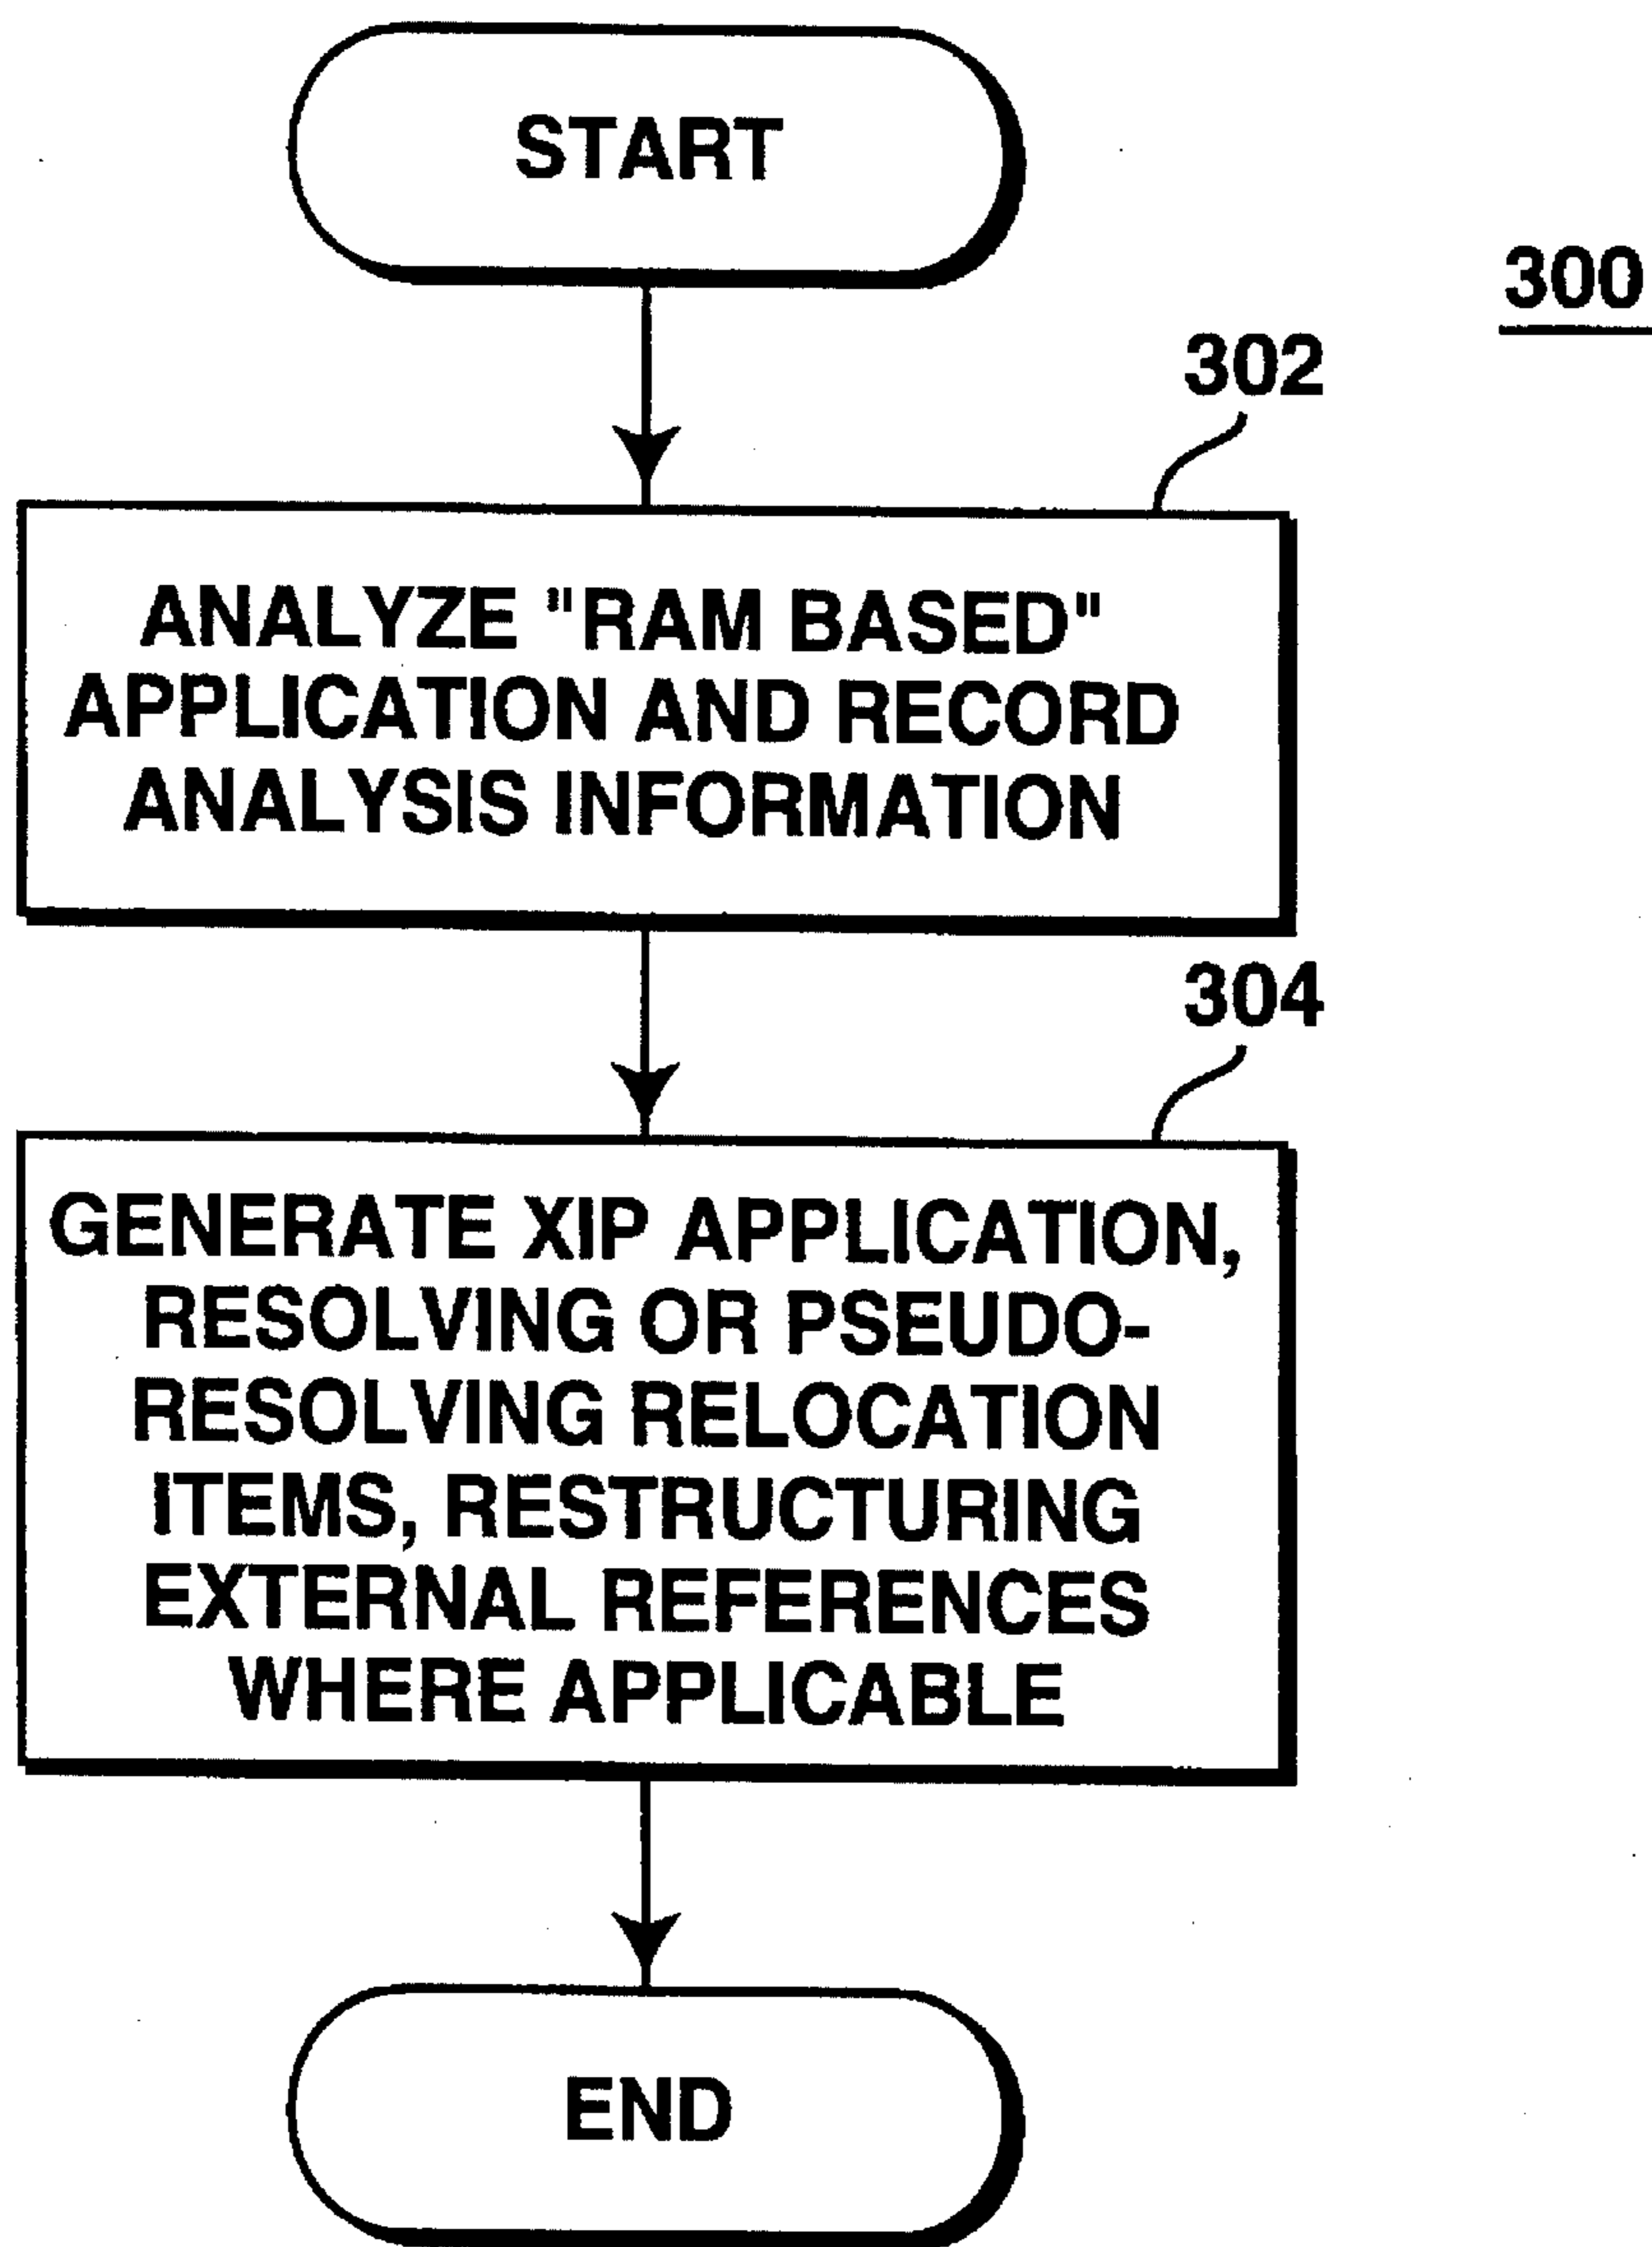 START
300
302
ANALYZE "RAM BASED"
APPLICATION AND RECORD
ANALYSIS INFORMATION
304
GENERATE XIP APPLICATION,
RESOLVING OR PSEUDO-
RESOLVING RELOCATION
ITEMS, RESTRUCTURING
EXTERNAL REFERENCES
WHERE APPLICABLE
END